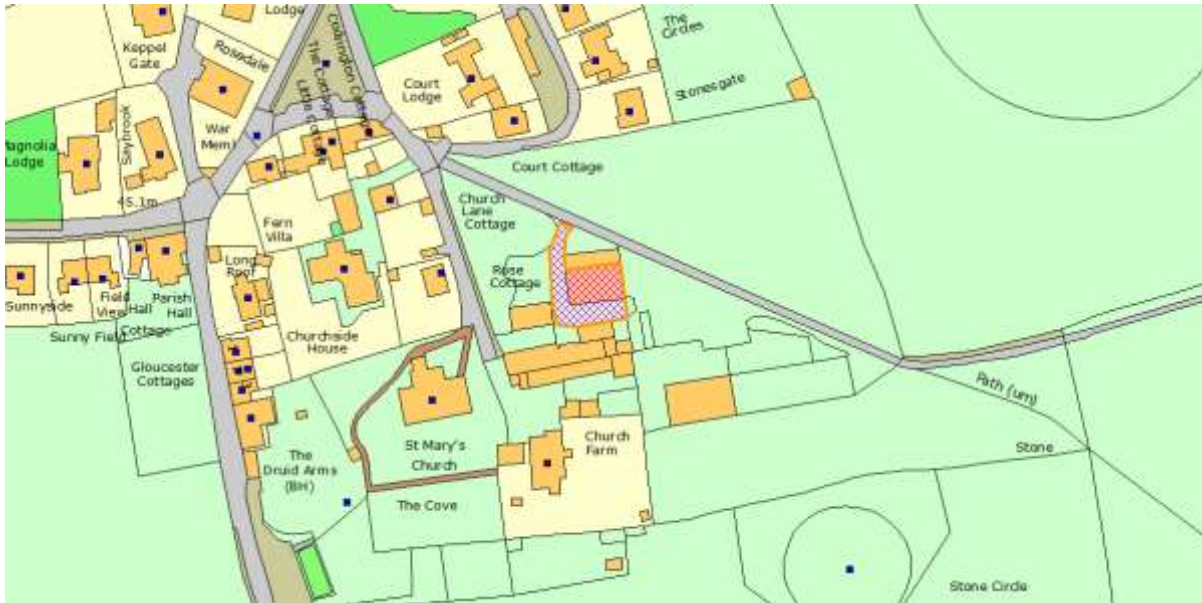 Lodge
Keppel
Gate
Rosedale
The
Circles
Court
Lodge
Stonesgate
Saybrook
War
Meml
Magnolia
Lodge
Court Cottage
45.1m
Church
Lane
Cottage
Fern
Villa
Long
Roof
Rose
Cottage
Sunnyside
Field
View
Hall
Cottage
Parish
Hall
Sunny Field
Churchside
House
Gloucester
Cottages
Path (um)
St Mary's
Church
Church
Farm
Stone
The
Druid Arms
(BH)
The Cove
Stone Circle